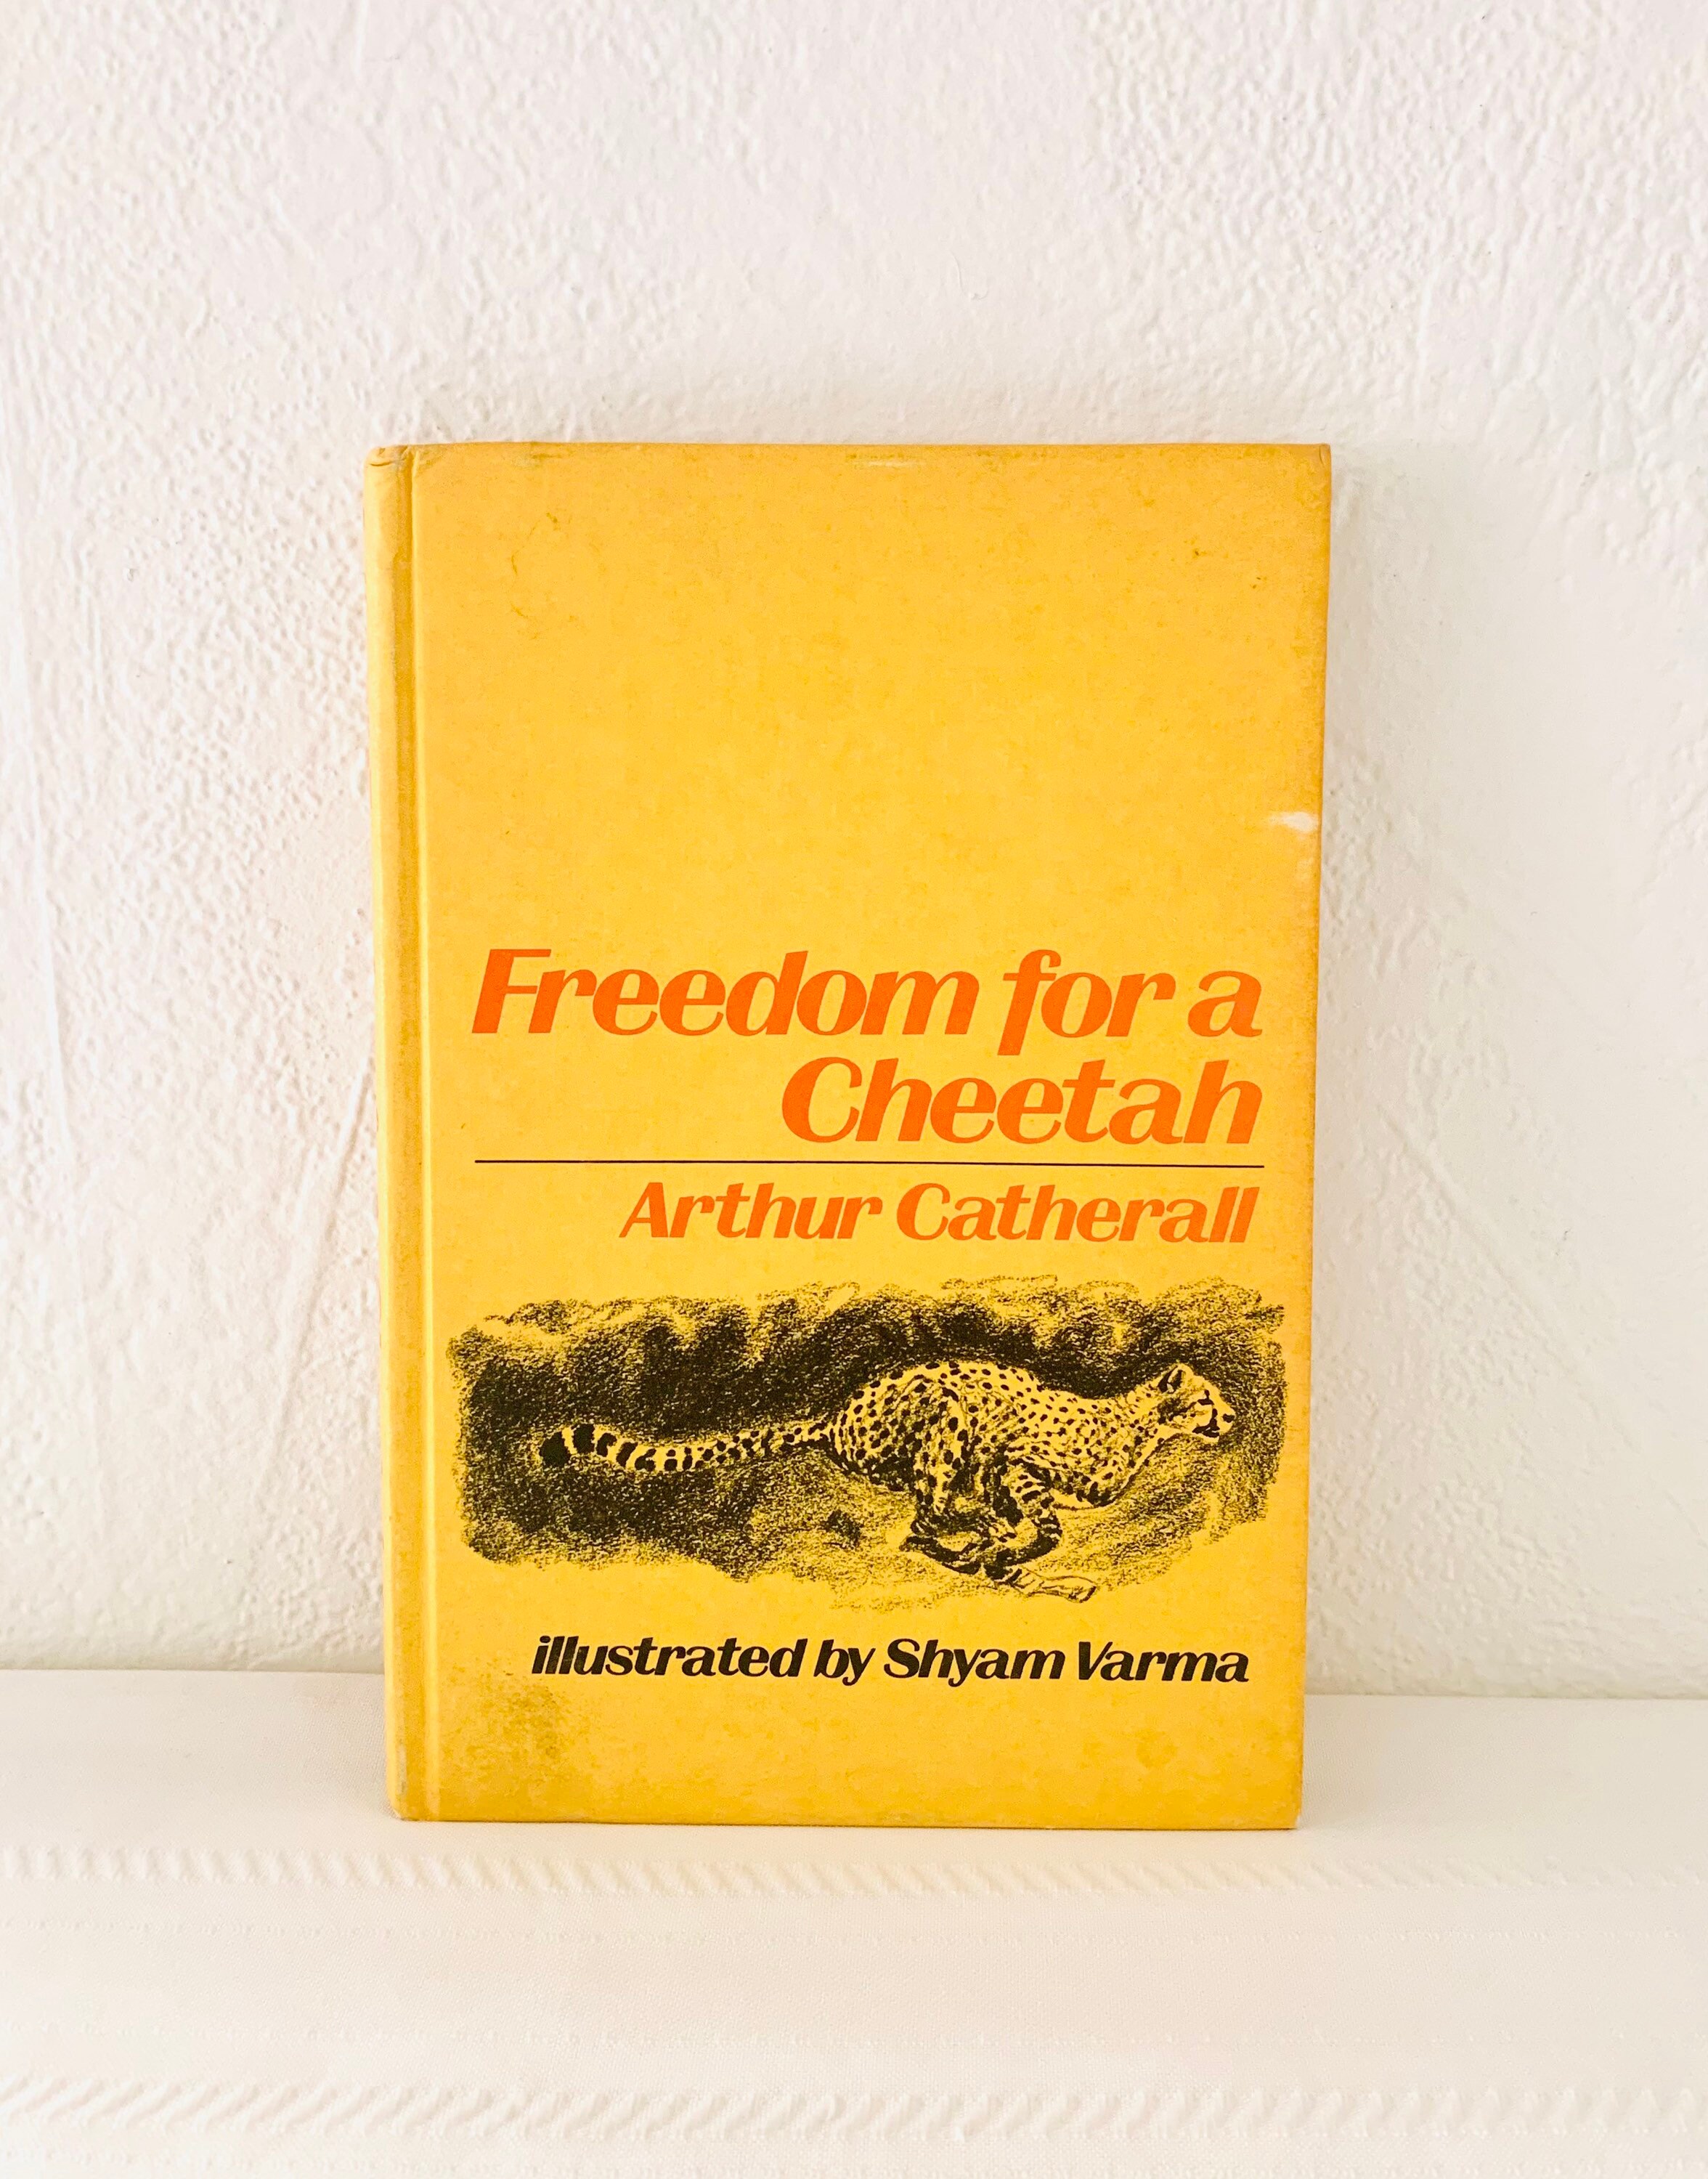 Freedom for a
Cheetah
Arthur Catherall
illustrated by Shyam Varma